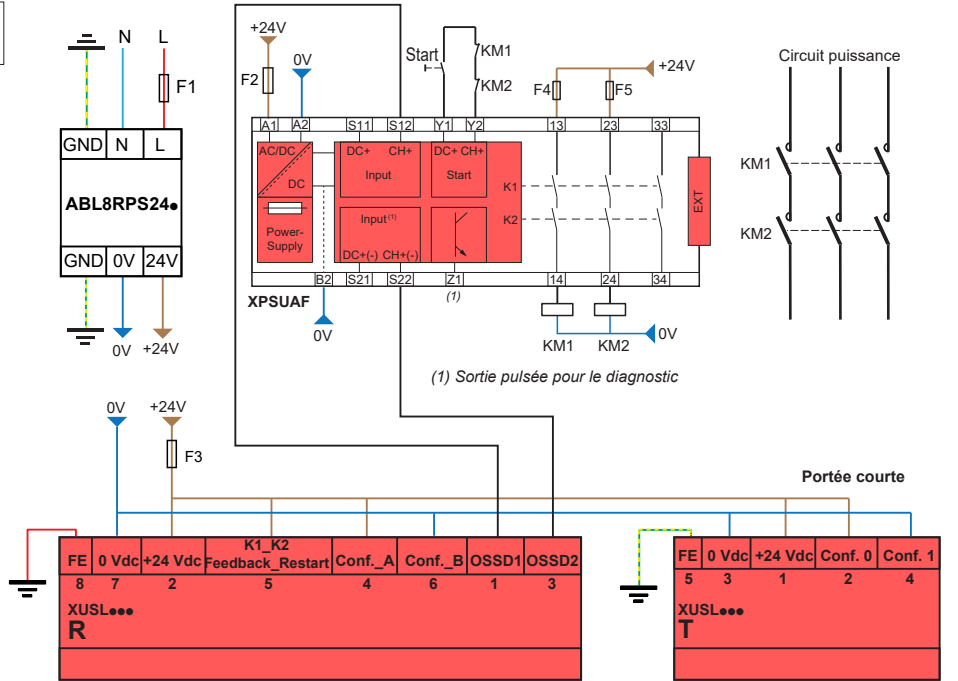 N L
F1
GND N L
ABL8RPS24●
GND 0V 24V
0V +24V
+24V
F2
0V
Start
KM1
KM2
F4 F5 +24V
A1 A2 S11 S12 Y1 Y2 13 23 33
AC/DC
DC
DC+ CH+
Input
DC+ CH+
Start
K1
K2
Input(1)
DC+(-) CH+(-)
Power-
Supply
EXT
B2 S21 S22 Z1 14 24 34
(1)
XPSUAF
0V
KM1 KM2 0V
(1) Sortie pulsée pour le diagnostic
Circuit puissance
KM1
KM2
0V +24V
F3
Portée courte
FE 0 Vdc +24 Vdc K1_K2
Feedback_Restart Conf._A Conf._B OSSD1 OSSD2
8 7 2 5 4 6 1 3
XUSL●●●
R
FE 0 Vdc +24 Vdc Conf. 0 Conf. 1
5 3 1 2 4
XUSL●●●
T